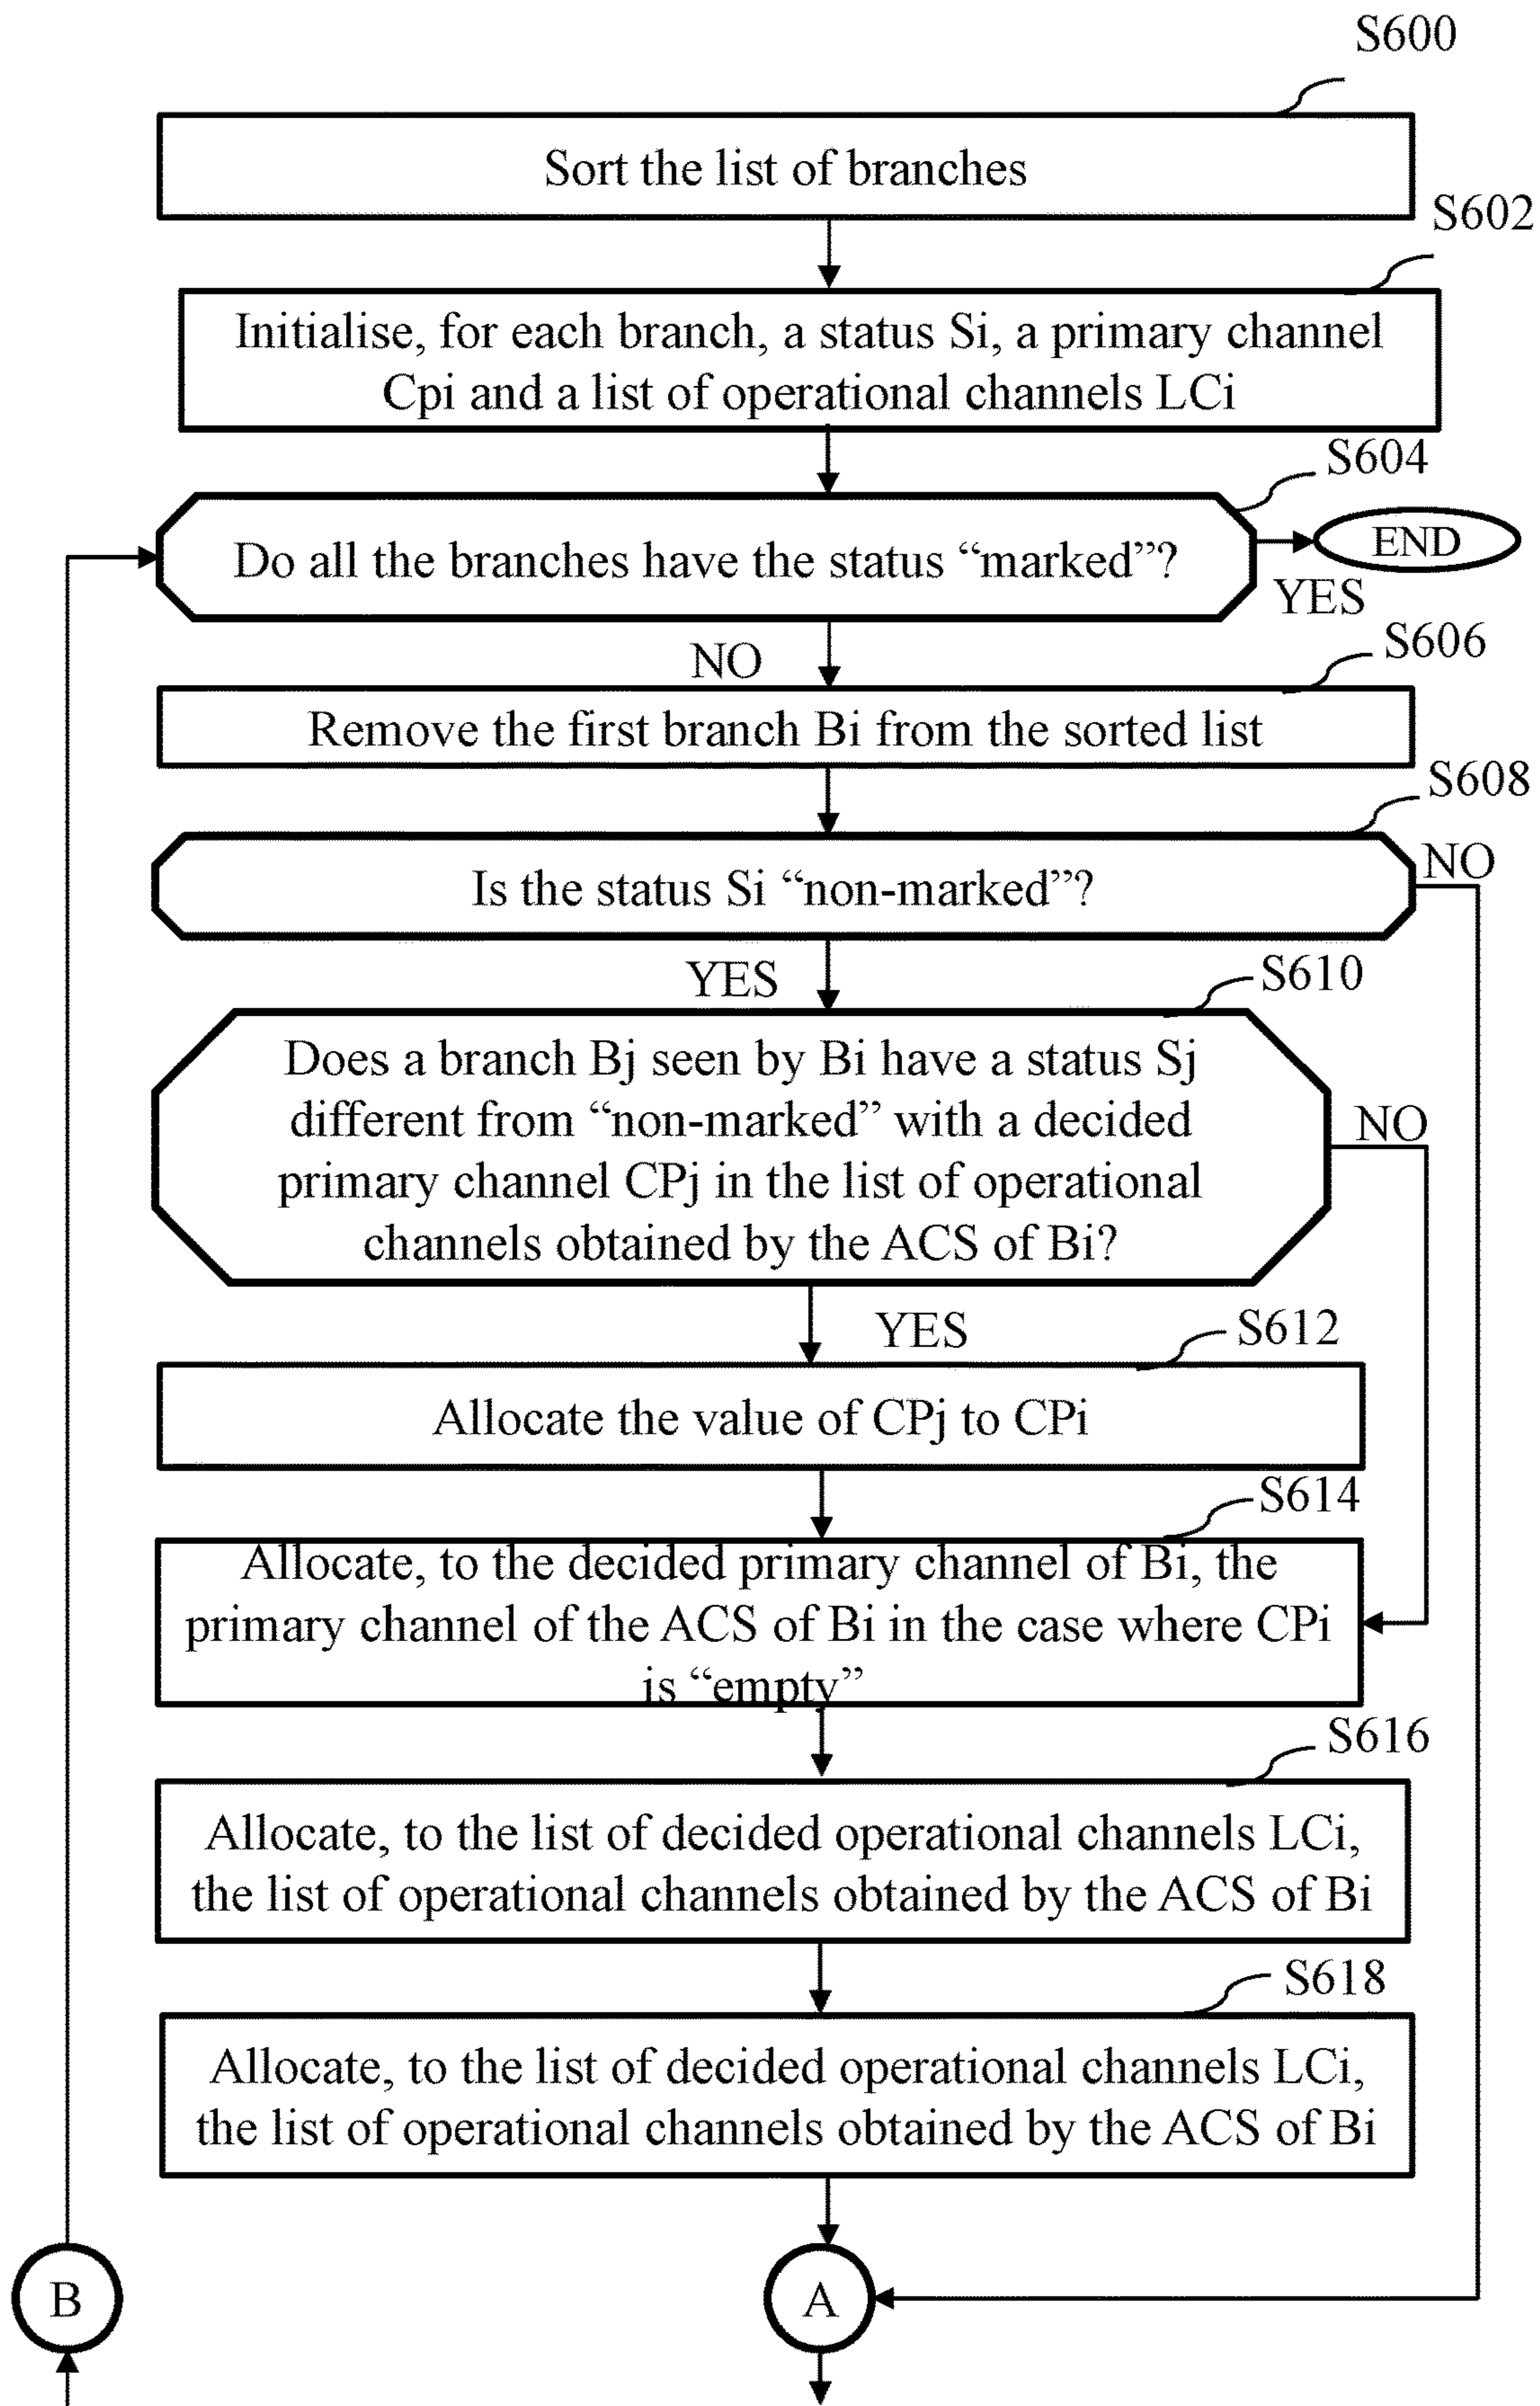 S600
Sort the list of branches
S602
Initialise, for each branch, a status Si, a primary channel
Cpi and a list of operational channels LCi
S604
Do all the branches have the status “marked”?
END
YES
NO
S606
Remove the first branch Bi from the sorted list
S608
Is the status Si “non-marked”?
NO
YES
S610
Does a branch Bj seen by Bi have a status Sj
different from “non-marked” with a decided
primary channel CPj in the list of operational
channels obtained by the ACS of Bi?
NO
YES
S612
Allocate the value of CPj to CPi
S614
Allocate, to the decided primary channel of Bi, the
primary channel of the ACS of Bi in the case where CPi
is “empty”
S616
Allocate, to the list of decided operational channels LCi,
the list of operational channels obtained by the ACS of Bi
S618
Allocate, to the list of decided operational channels LCi,
the list of operational channels obtained by the ACS of Bi
B
A